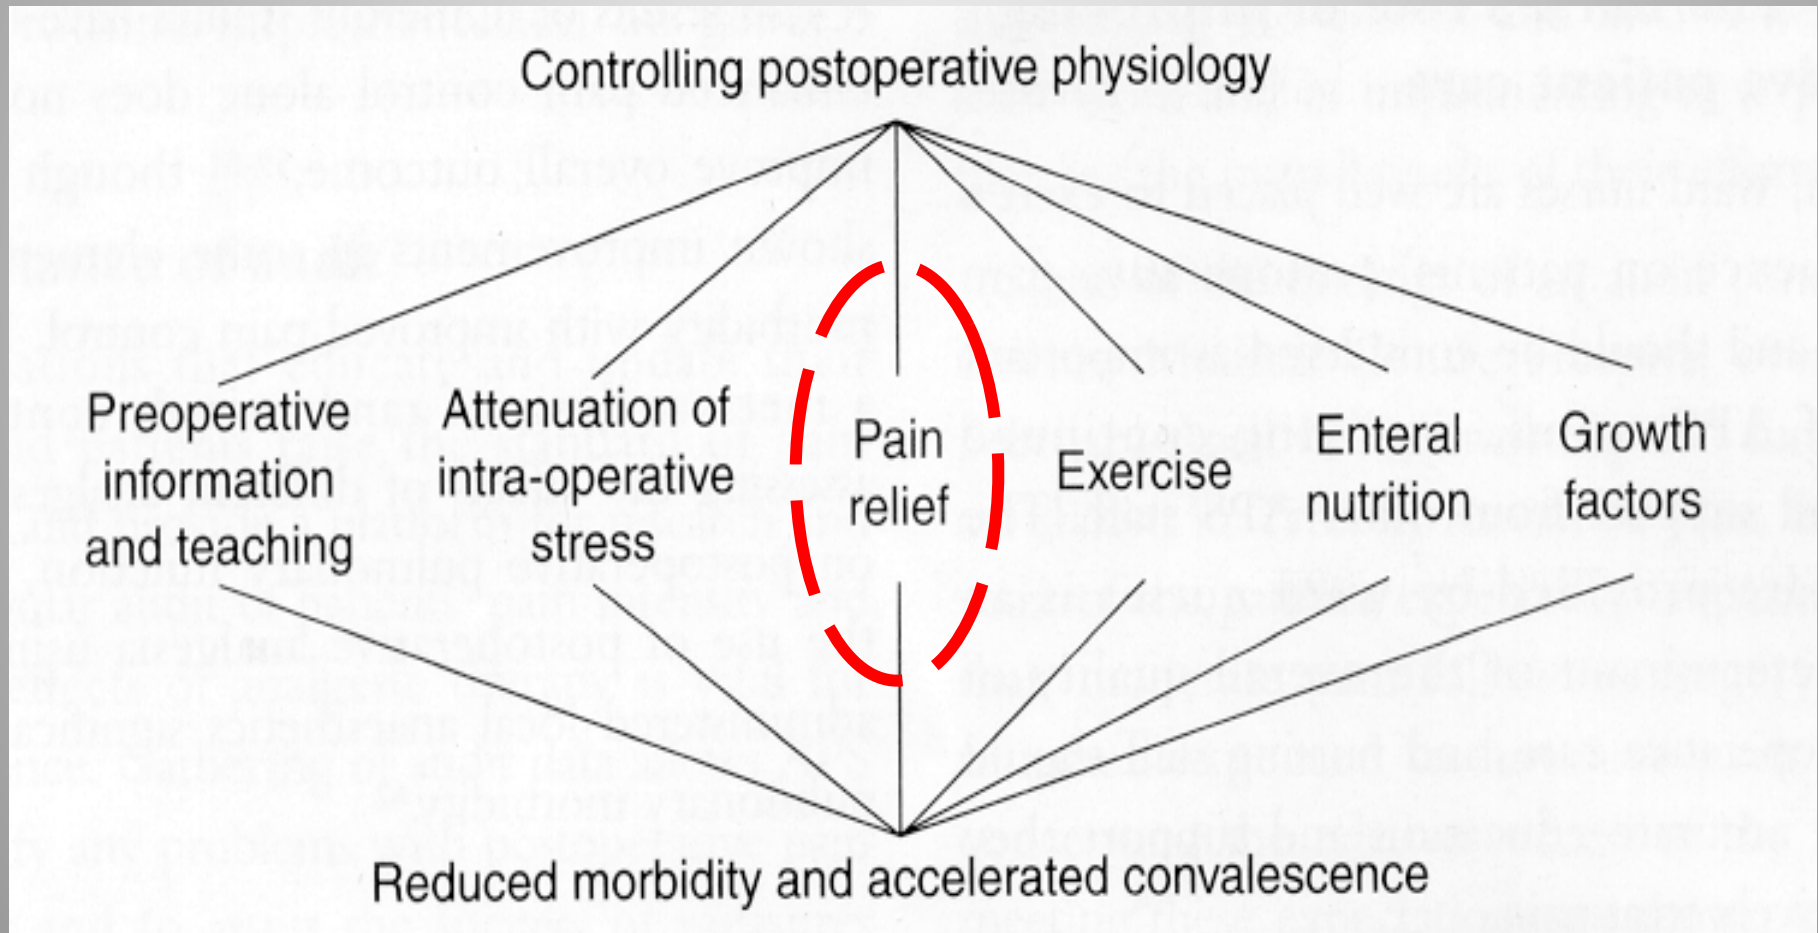 Controlling postoperative physiology
Preoperative
information
and teaching
Attenuation of
intra-operative
stress
Pain
relief
Exercise
Enteral
nutrition
Growth
factors
Reduced morbidity and accelerated convalescence